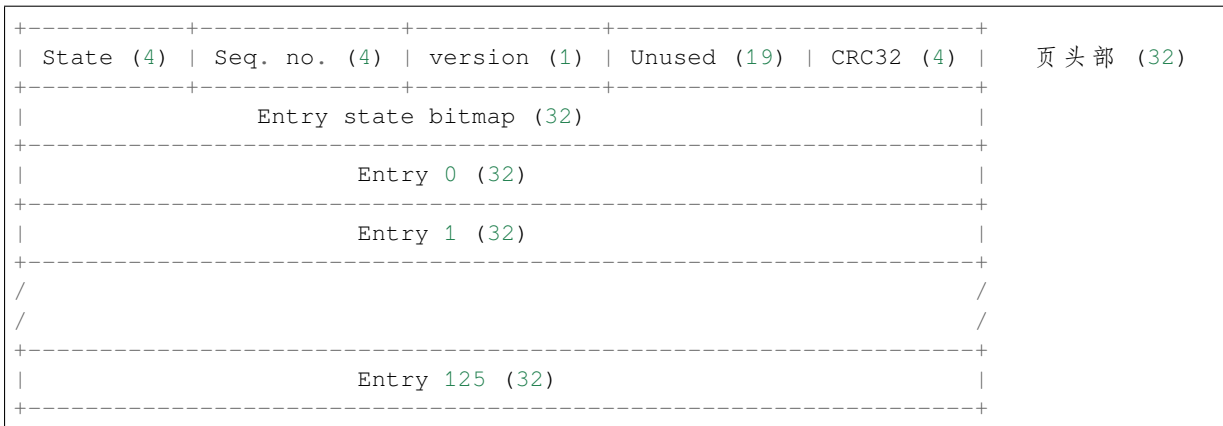 +-----------+--------------+-------------+-------------------------+
| State (4) | Seq. no. (4) | version (1) | Unused (19) | CRC32 (4) | 页头部 (32)
+-----------+--------------+-------------+-------------------------+
| Entry state bitmap (32) |
+------------------------------------------------------------------+
| Entry 0 (32) |
+------------------------------------------------------------------+
| Entry 1 (32) |
+------------------------------------------------------------------+
/ /
/ /
+------------------------------------------------------------------+
| Entry 125 (32) |
+------------------------------------------------------------------+